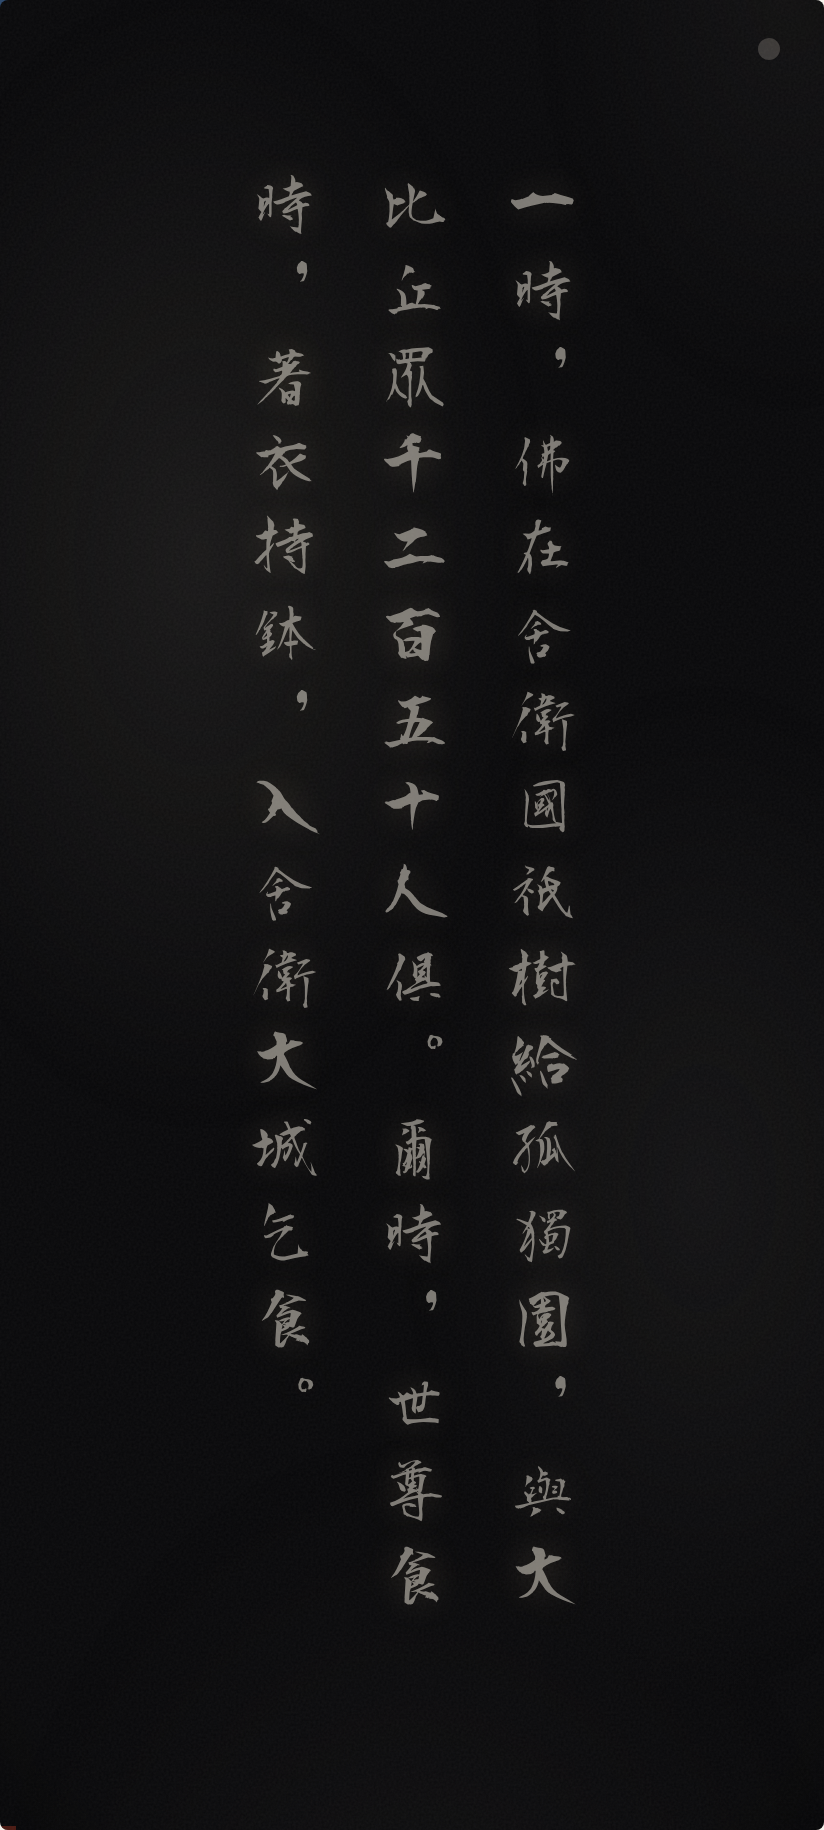 一時，佛在舍衛國祇樹給孤獨園，與大
比丘眾千二百五十人俱。爾時，世尊食
時，著衣持鉢，入舍衛大城乞食。